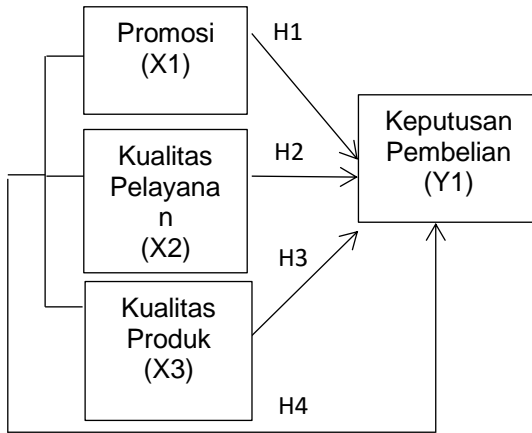 Promosi
(X1)
H1
Kualitas
Pelayana
n
(X2)
H2
Keputusan
Pembelian
(Y1)
Kualitas
Produk
(X3)
H3
H4